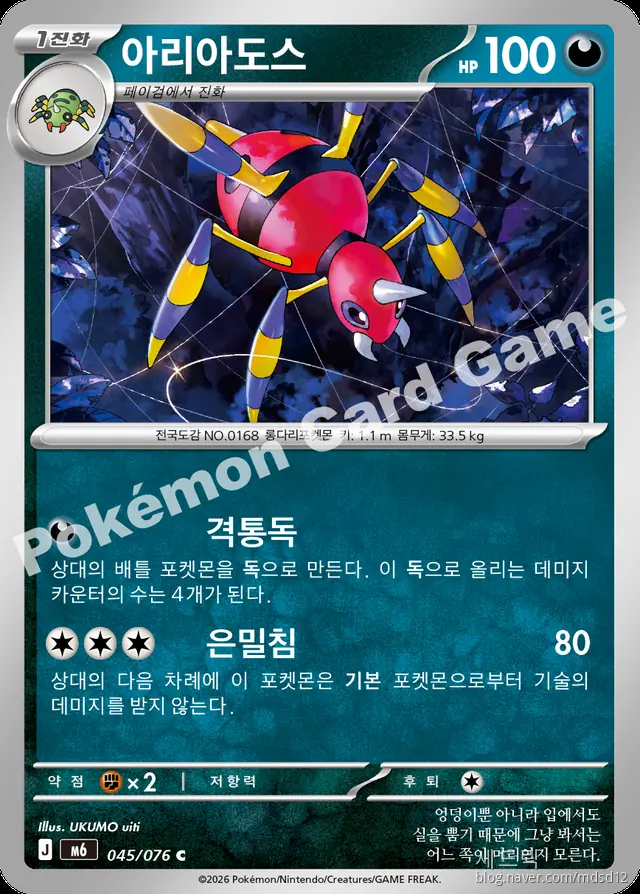 1진화
아리아도스
HP 100
페이검에서 진화
전국도감 NO.0168 롱다리포켓몬 키: 1.1 m 몸무게: 33.5 kg
Pokémon Card Game
격통독
상대의 배틀 포켓몬을 독으로 만든다. 이 독으로 올리는 데미지
카운터의 수는 4개가 된다.
은밀침 80
상대의 다음 차례에 이 포켓몬은 기본 포켓몬으로부터 기술의
데미지를 받지 않는다.
약점 ×2 저항력 후퇴
Illus. UKUMO uiti
엉덩이뿐 아니라 입에서도
실을 뿜기 때문에 그냥 봐서는
어느 쪽이 머리인지 모른다.
J m6 045/076 C
©2026 Pokémon/Nintendo/Creatures/GAME FREAK.
blog.naver.com/mdsd12